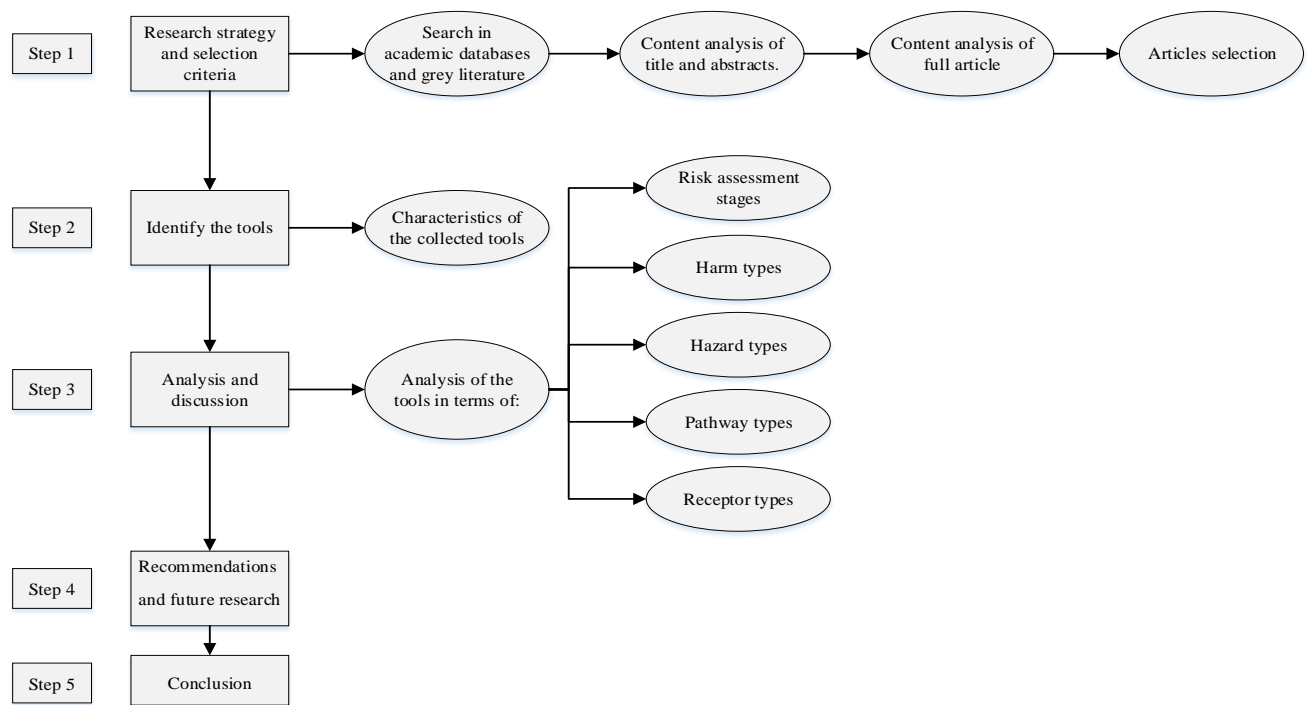 Step 1
Research strategy
and selection
criteria
Search in
academic databases
and grey literature
Content analysis of
title and abstracts.
Content analysis of
full article
Articles selection
Step 2
Identify the tools
Characteristics of
the collected tools
Risk assessment
stages
Harm types
Hazard types
Pathway types
Receptor types
Step 3
Analysis and
discussion
Analysis of the
tools in terms of:
Step 4
Recommendations
and future research
Step 5
Conclusion